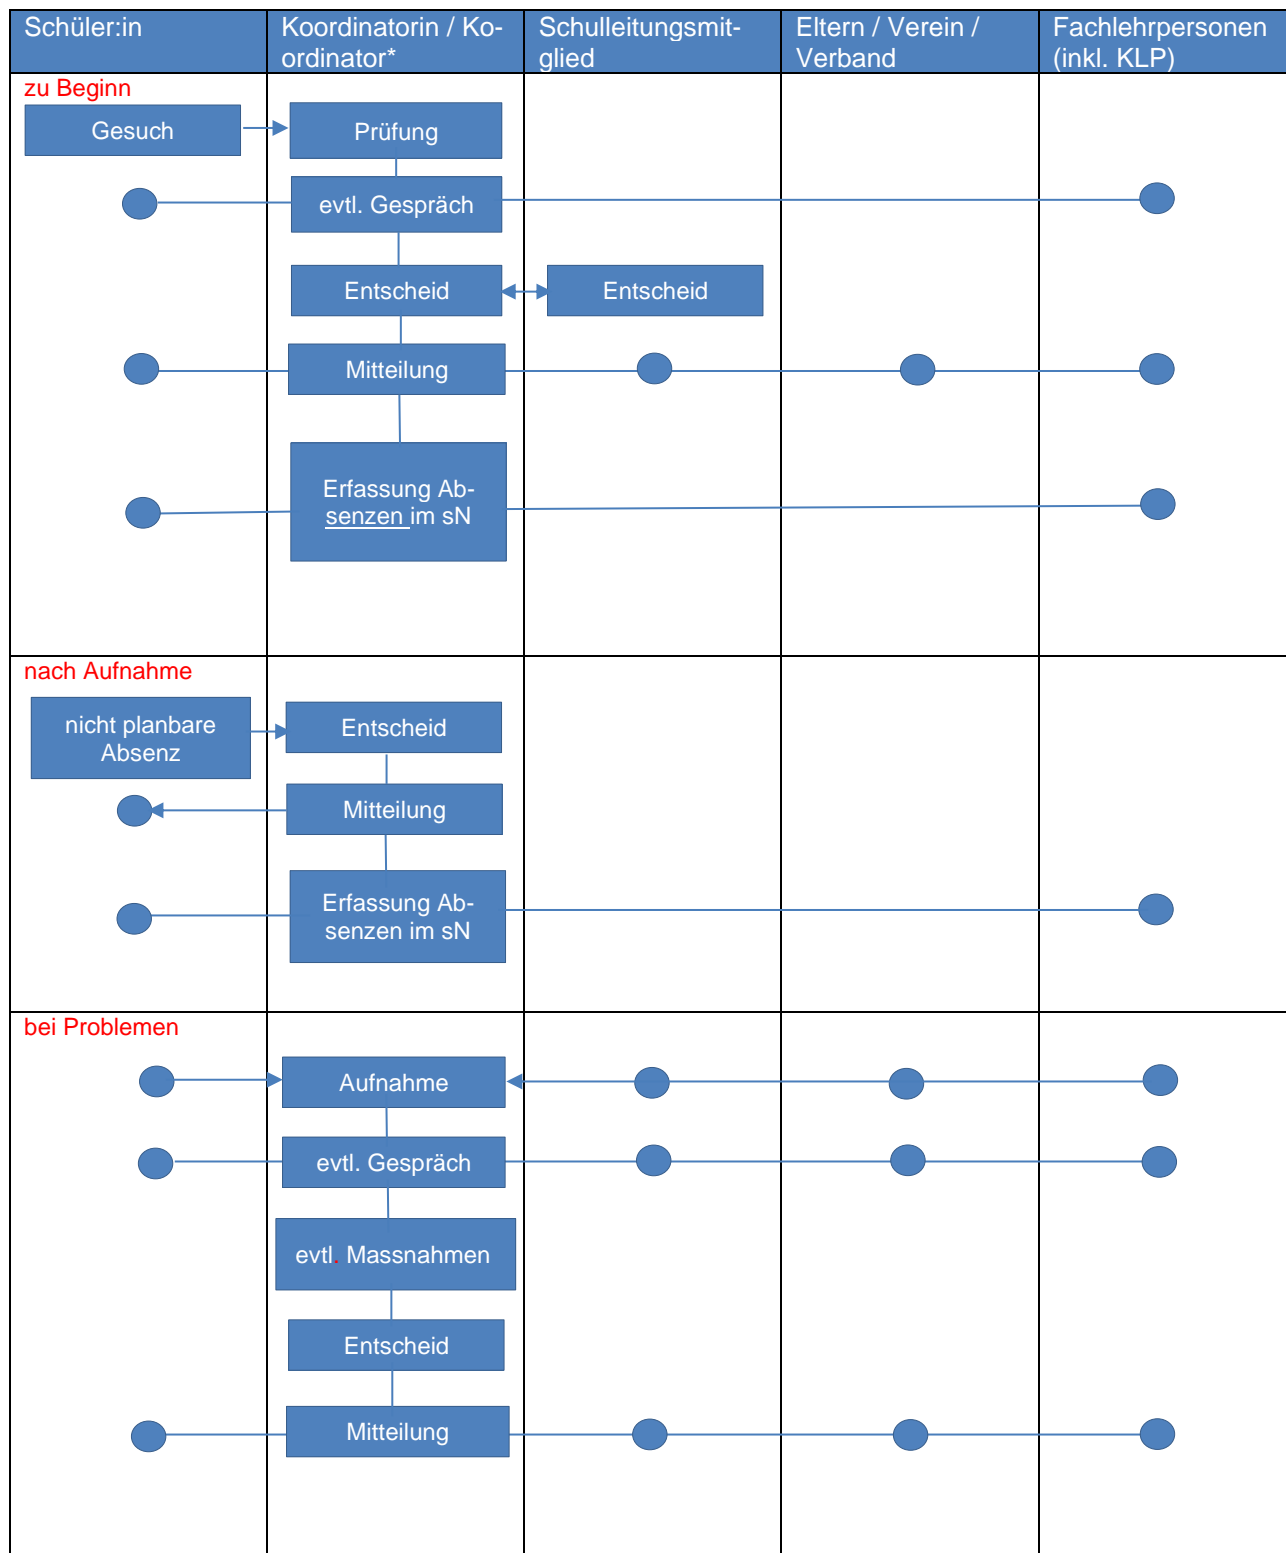 Schüler:in
Koordinatorin / Ko-
ordinator*
Schulleitungsmit-
glied
Eltern / Verein /
Verband
Fachlehrpersonen
(inkl. KLP)
zu Beginn
Gesuch
Prüfung
evtl. Gespräch
Entscheid
Entscheid
Mitteilung
Erfassung Ab-
senzen im sN
nach Aufnahme
nicht planbare
Absenz
Entscheid
Mitteilung
Erfassung Ab-
senzen im sN
bei Problemen
Aufnahme
evtl. Gespräch
evtl. Massnahmen
Entscheid
Mitteilung